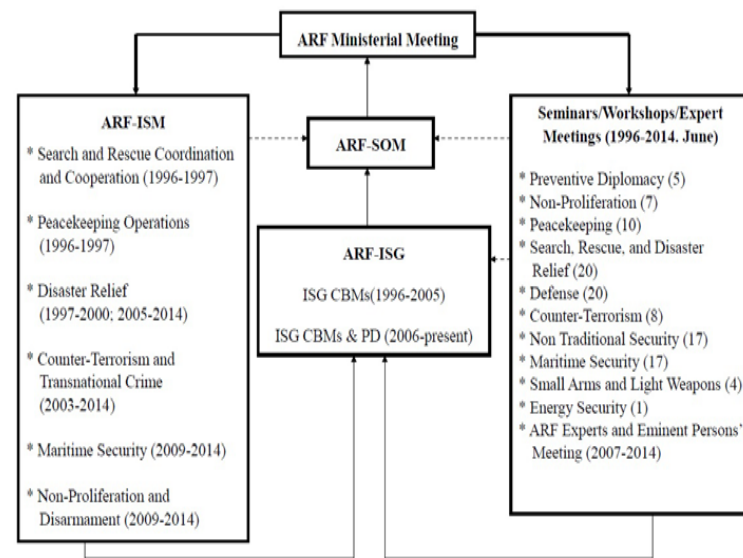 ARF Ministerial Meeting
ARF-ISM
* Search and Rescue Coordination
and Cooperation (1996-1997)
* Peacekeeping Operations
(1996-1997)
* Disaster Relief
(1997-2000; 2005-2014)
* Counter-Terrorism and
Transnational Crime
(2003-2014)
* Maritime Security (2009-2014)
* Non-Proliferation and
Disarmament (2009-2014)
ARF-SOM
ARF-ISG
ISG CBMs(1996-2005)
ISG CBMs & PD (2006-present)
Seminars/Workshops/Expert
Meetings (1996-2014. June)
* Preventive Diplomacy (5)
* Non-Proliferation (7)
* Peacekeeping (10)
* Search, Rescue, and Disaster
Relief (20)
* Defense (20)
* Counter-Terrorism (8)
* Non Traditional Security (17)
* Maritime Security (17)
* Small Arms and Light Weapons (4)
* Energy Security (1)
* ARF Experts and Eminent Persons'
Meeting (2007-2014)